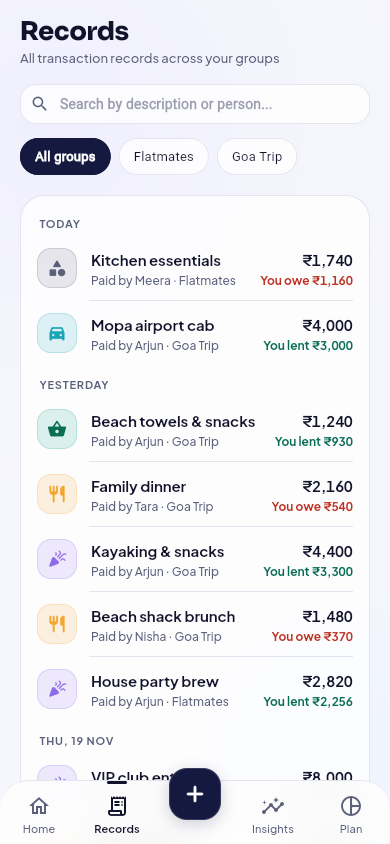 Records
All transaction records across your groups
Search by description or person...
All groups Flatmates Goa Trip
TODAY
Kitchen essentials ₹1,740
Paid by Meera · Flatmates You owe ₹1,160
Mopa airport cab ₹4,000
Paid by Arjun · Goa Trip You lent ₹3,000
YESTERDAY
Beach towels & snacks ₹1,240
Paid by Arjun · Goa Trip You lent ₹930
Family dinner ₹2,160
Paid by Tara · Goa Trip You owe ₹540
Kayaking & snacks ₹4,400
Paid by Arjun · Goa Trip You lent ₹3,300
Beach shack brunch ₹1,480
Paid by Nisha · Goa Trip You owe ₹370
House party brew ₹2,820
Paid by Arjun · Flatmates You lent ₹2,256
THU, 19 NOV
VIP club ₹8,000
Home Records Insights Plan